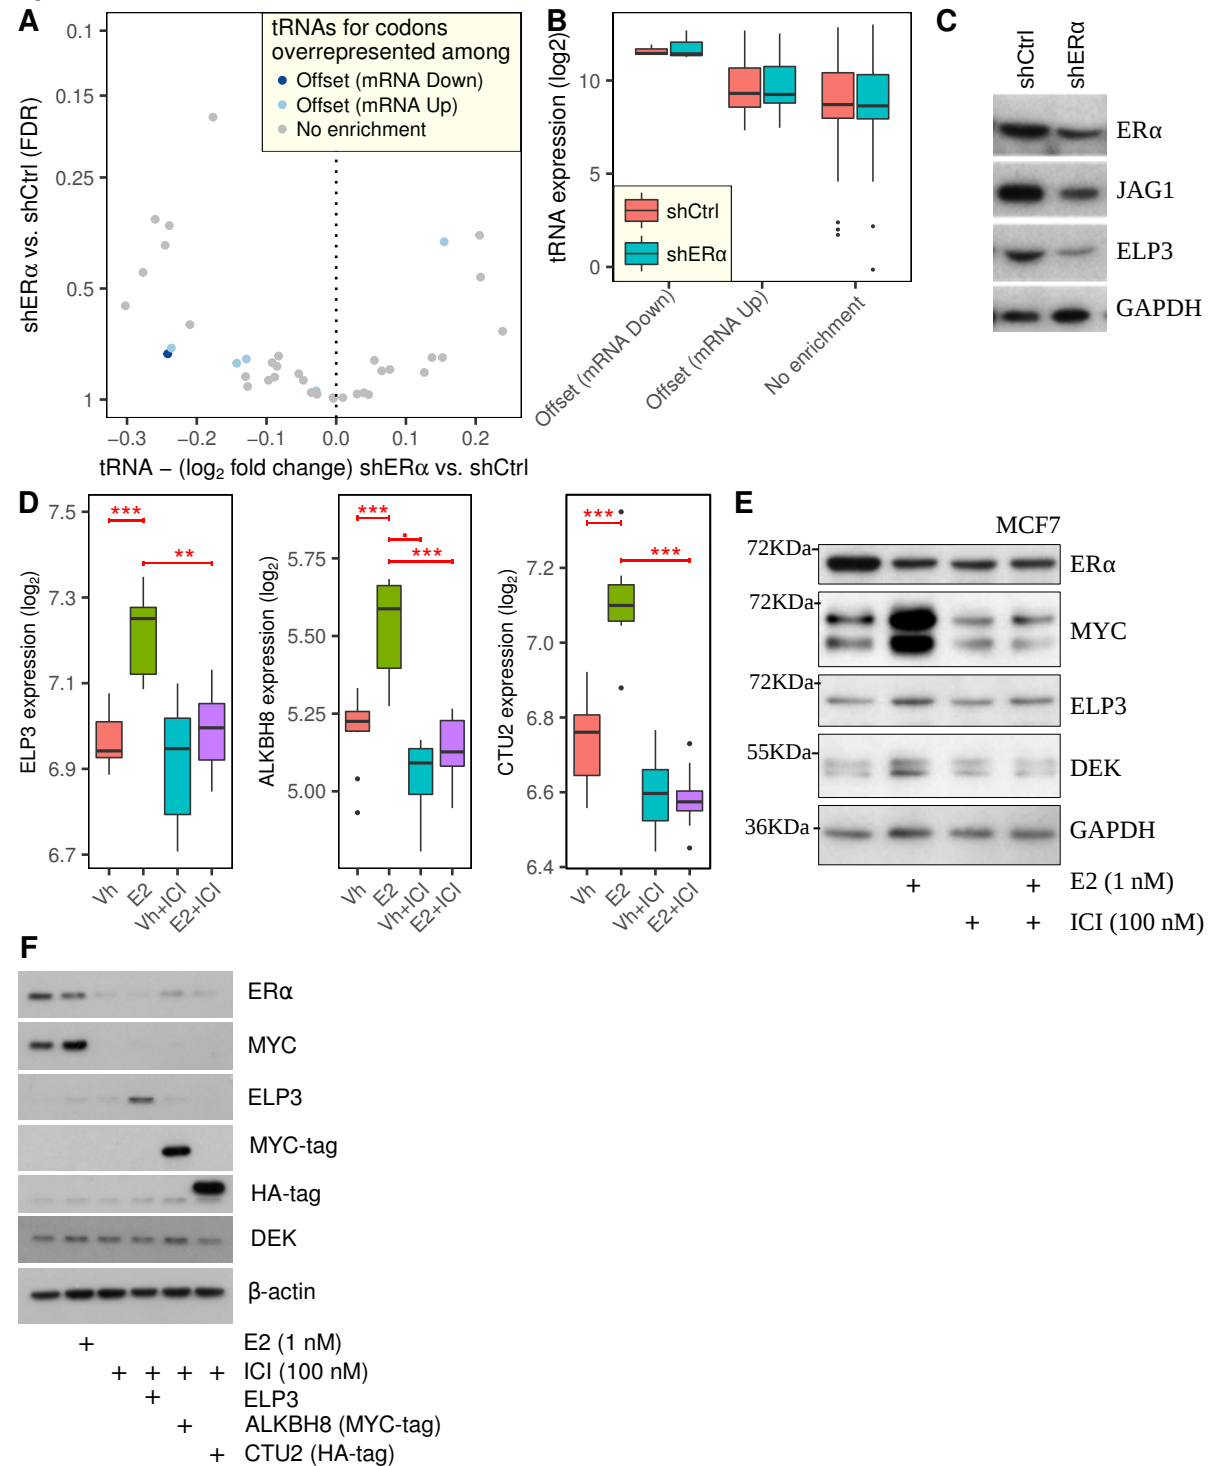 A
tRNAs for codons
overrepresented among
Offset (mRNA Down)
Offset (mRNA Up)
No enrichment
0.1
0.15
0.25
0.5
1
shERα vs. shCtrl (FDR)
−0.3 −0.2 −0.1 0.0 0.1 0.2
tRNA − (log2 fold change) shERα vs. shCtrl
B
tRNA expression (log2)
10
5
0
shCtrl
shERα
Offset (mRNA Down)
Offset (mRNA Up)
No enrichment
C
shCtrl
shERα
ERα
JAG1
ELP3
GAPDH
D
ELP3 expression (log2)
7.5
7.3
7.1
6.9
6.7
***
**
Vh
E2
Vh+ICI
E2+ICI
ALKBH8 expression (log2)
5.75
5.50
5.25
5.00
***
.
***
Vh
E2
Vh+ICI
E2+ICI
CTU2 expression (log2)
7.2
7.0
6.8
6.6
6.4
***
***
Vh
E2
Vh+ICI
E2+ICI
E
MCF7
72KDa
ERα
72KDa
MYC
72KDa
ELP3
55KDa
DEK
36KDa
GAPDH
+ + E2 (1 nM)
+ + ICI (100 nM)
F
ERα
MYC
ELP3
MYC-tag
HA-tag
DEK
β-actin
+ E2 (1 nM)
+ + + + ICI (100 nM)
+ ELP3
+ ALKBH8 (MYC-tag)
+ CTU2 (HA-tag)